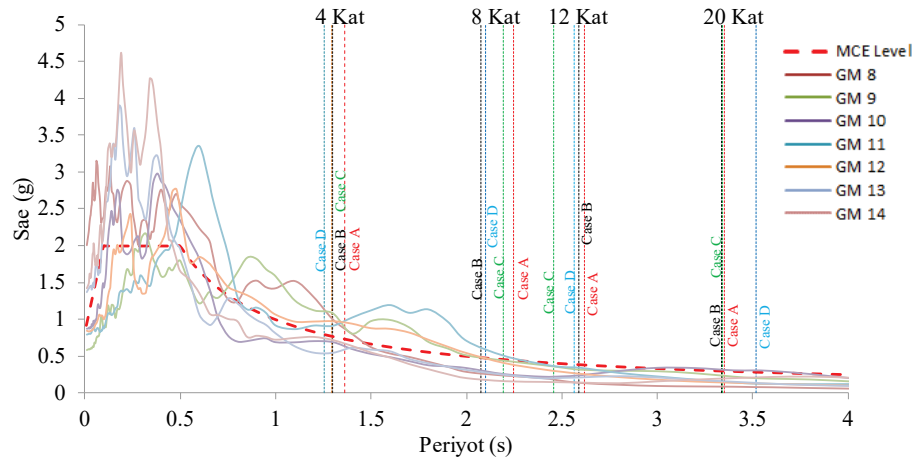 4 Kat
8 Kat
12 Kat
20 Kat
5
4.5
4
3.5
3
2.5
2
1.5
1
0.5
0
Sae (g)
Case D
Case B
Case C
Case A
Case B
Case D
Case C
Case A
Case C
Case D
Case B
Case A
Case C
Case B
Case A
Case D
MCE Level
GM 8
GM 9
GM 10
GM 11
GM 12
GM 13
GM 14
0
0.5
1
1.5
2
2.5
3
3.5
4
Periyot (s)